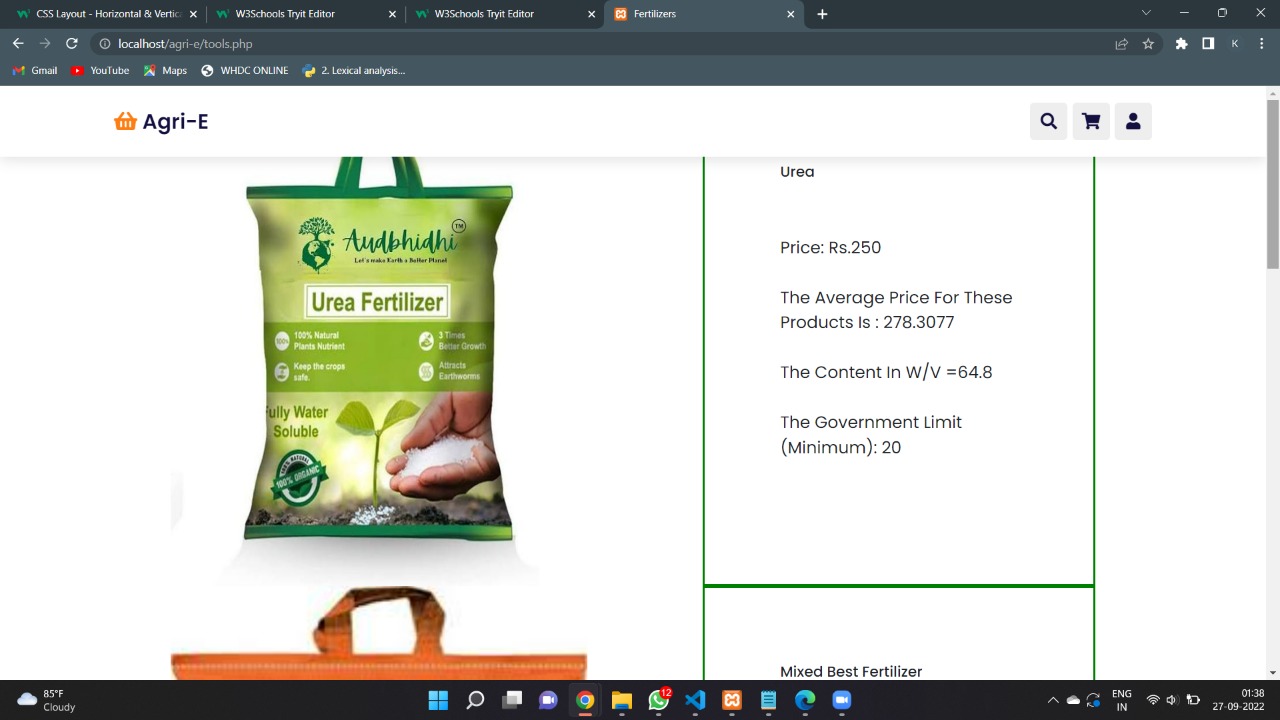 CSS Layout - Horizontal & Vertic
W3Schools Tryit Editor
W3Schools Tryit Editor
Fertilizers
localhost/agri-e/tools.php
K
Gmail
YouTube
Maps
WHDC ONLINE
2. Lexical analysis...
Agri-E
Audbhidhi
TM
Let's make Earth a Better Planet
Urea Fertilizer
100% Natural
Plants Nutrient
3 Times
Better Growth
Keep the crops
safe.
Attracts
Earthworms
Fully Water
Soluble
100% NATURAL
100% ORGANIC
Urea
Price: Rs.250
The Average Price For These
Products Is : 278.3077
The Content In W/V =64.8
The Government Limit
(Minimum): 20
Mixed Best Fertilizer
85°F
Cloudy
12
ENG
IN
01:38
27-09-2022